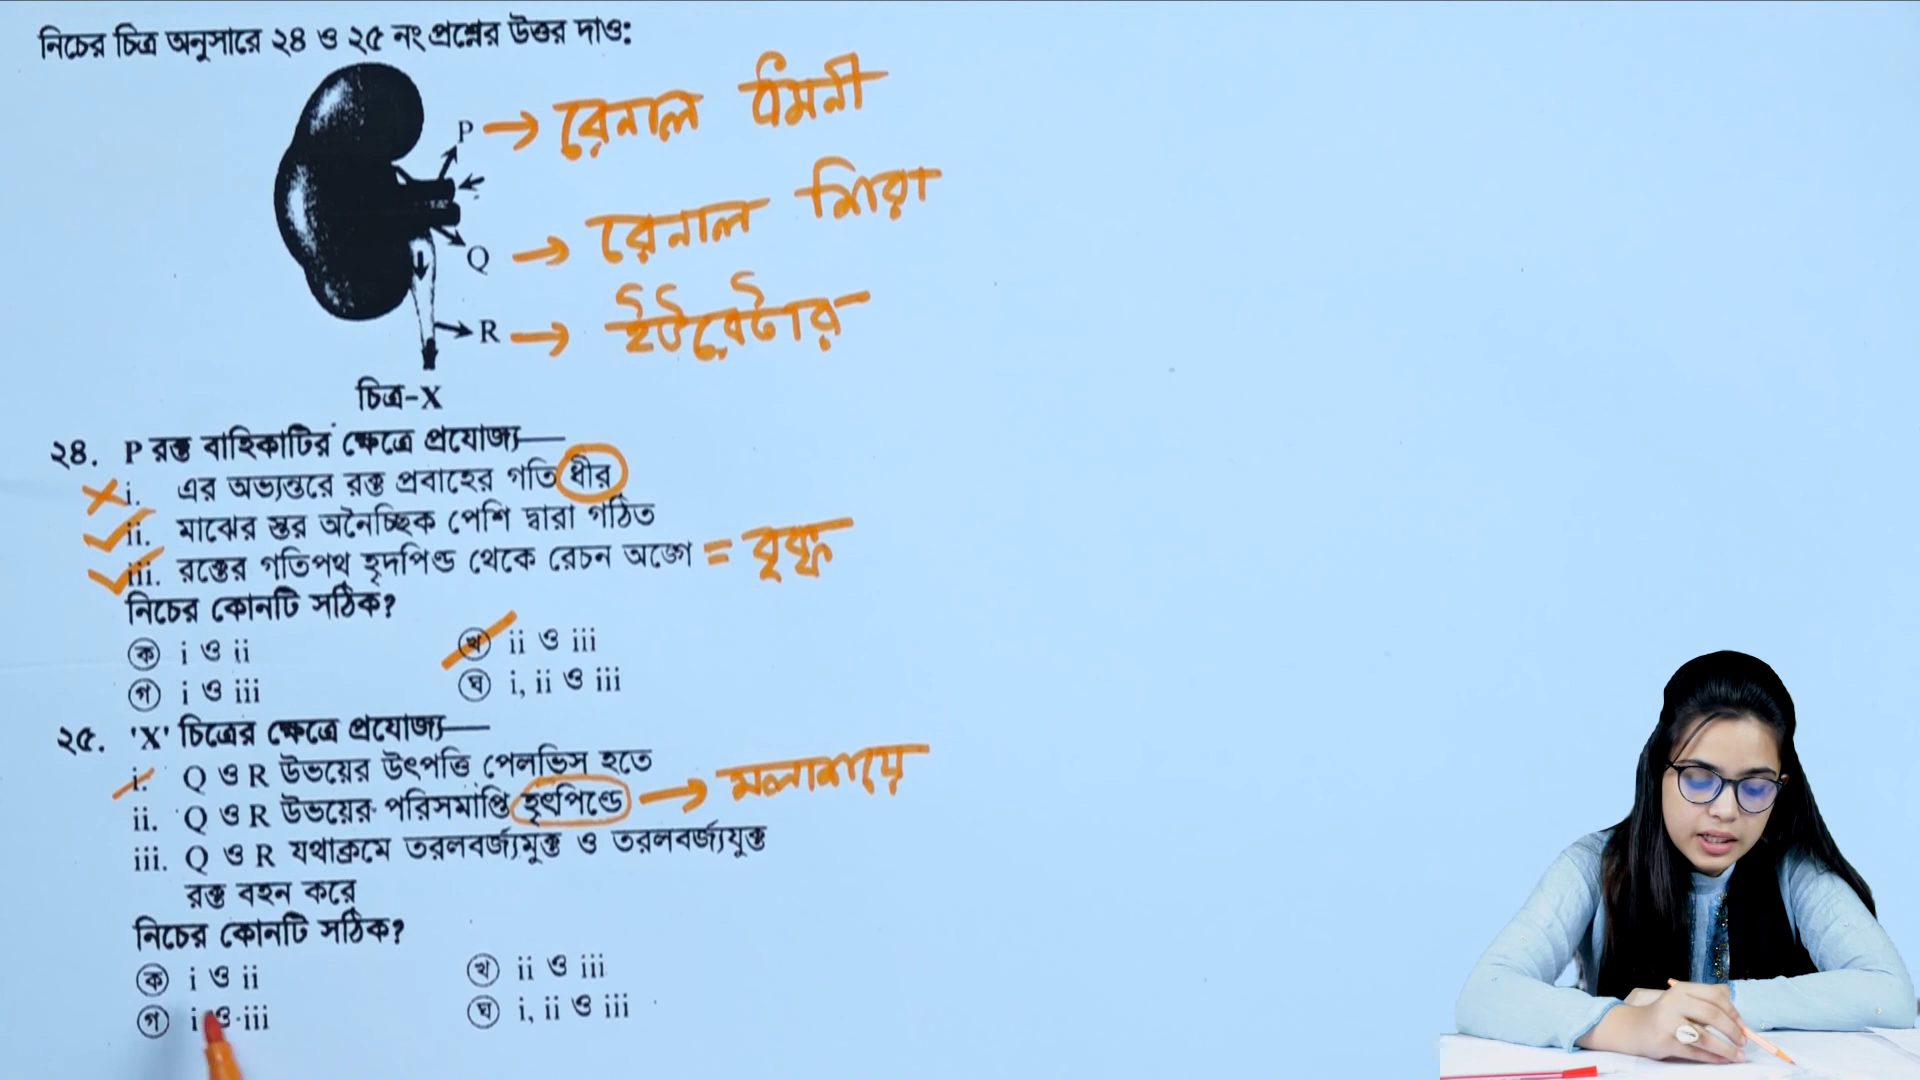 নিচের চিত্র অনুসারে ২৪ ও ২৫ নং প্রশ্নের উত্তর দাও:
P → রেনাল ধমনী
Q → রেনাল শিরা
R → ইউরেটার
চিত্র-X
২৪. P রক্ত বাহিকাটির ক্ষেত্রে প্রযোজ্য—
i. এর অভ্যন্তরে রক্ত প্রবাহের গতি ধীর
ii. মাঝের স্তর অনৈচ্ছিক পেশি দ্বারা গঠিত
iii. রক্তের গতিপথ হৃদপিণ্ড থেকে রেচন অঙ্গে = বৃক্ক
নিচের কোনটি সঠিক?
ক i ও ii
খ ii ও iii
গ i ও iii
ঘ i, ii ও iii
২৫. 'X' চিত্রের ক্ষেত্রে প্রযোজ্য—
i. Q ও R উভয়ের উৎপত্তি পেলভিস হতে
ii. Q ও R উভয়ের পরিসমাপ্তি হৃৎপিণ্ডে → মলাশয়ে
iii. Q ও R যথাক্রমে তরলবর্জ্যমুক্ত ও তরলবর্জ্যযুক্ত
রক্ত বহন করে
নিচের কোনটি সঠিক?
ক i ও ii
খ ii ও iii
গ i ও iii
ঘ i, ii ও iii